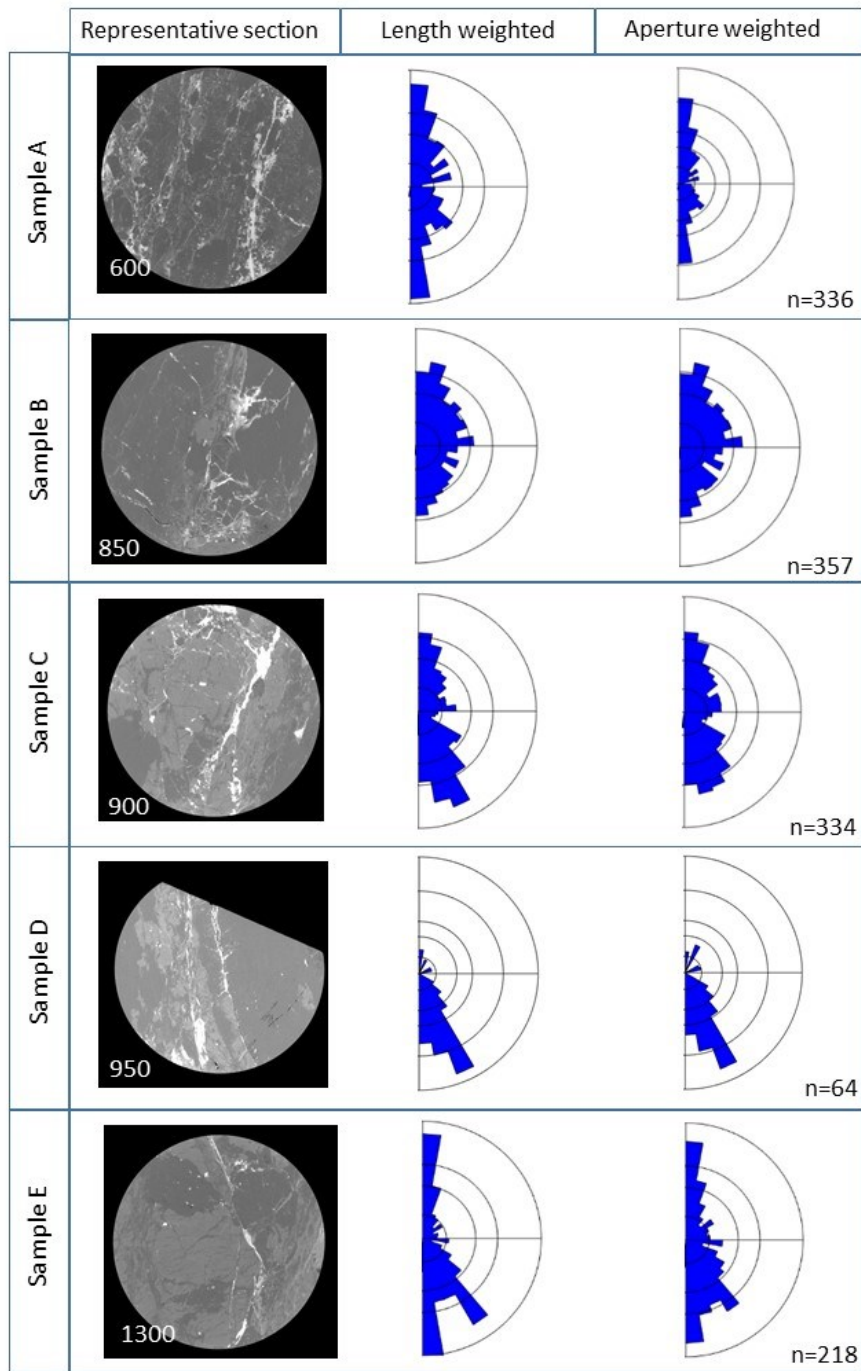 Representative section
Length weighted
Aperture weighted
Sample A
600
n=336
Sample B
850
n=357
Sample C
900
n=334
Sample D
950
n=64
Sample E
1300
n=218